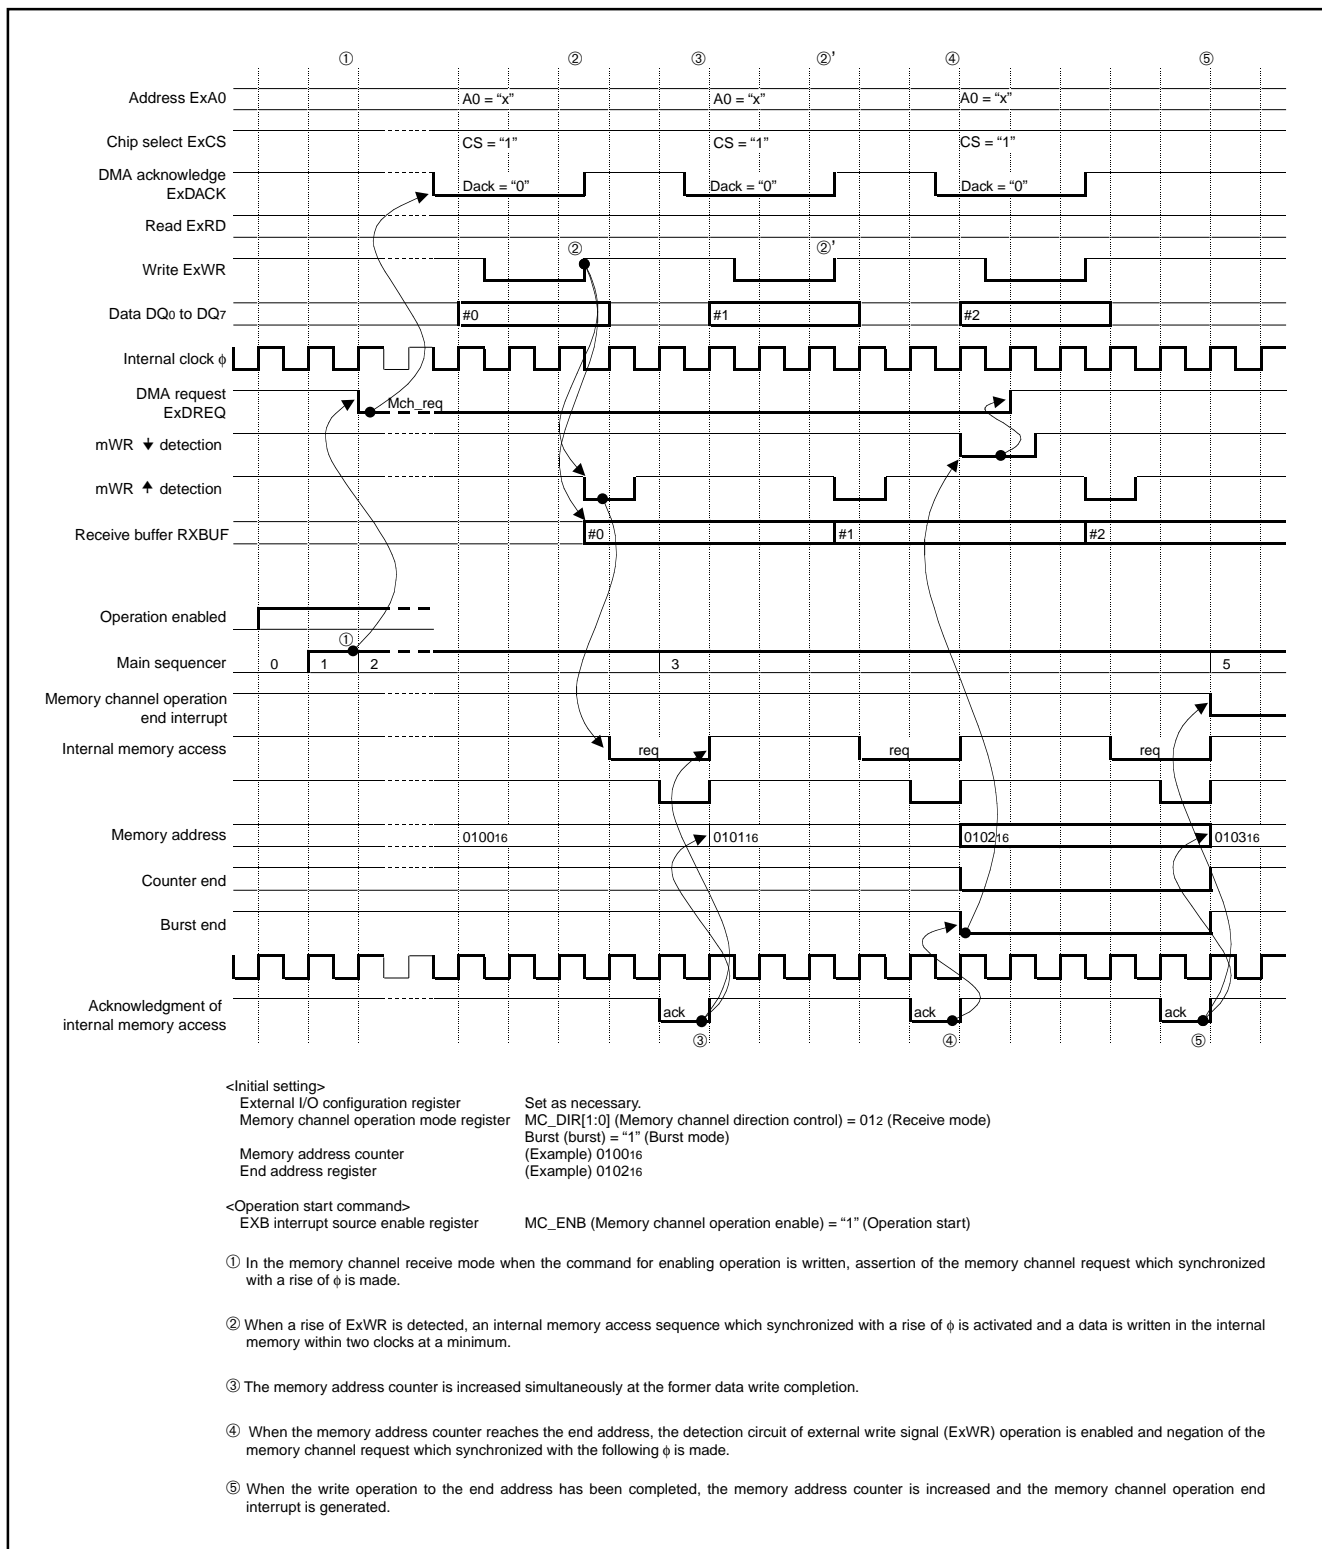 ① ② ③ ②’ ④ ⑤
Address ExA0 A0 = “x” A0 = “x” A0 = “x”
Chip select ExCS CS = “1” CS = “1” CS = “1”
DMA acknowledge
ExDACK Dack = “0” Dack = “0” Dack = “0”
Read ExRD
② ②’
Write ExWR
Data DQ0 to DQ7 #0 #1 #2
Internal clock ϕ
DMA request
ExDREQ Mch_req
mWR ↓ detection
mWR ↑ detection
Receive buffer RXBUF #0 #1 #2
Operation enabled
①
Main sequencer 0 1 2 3 5
Memory channel operation
end interrupt
Internal memory access req req req
Memory address 010016 010116 010216 010316
Counter end
Burst end
Acknowledgment of
internal memory access ack ack ack
③ ④ ⑤
<Initial setting>
External I/O configuration register Set as necessary.
Memory channel operation mode register MC_DIR[1:0] (Memory channel direction control) = 012 (Receive mode)
Burst (burst) = “1” (Burst mode)
Memory address counter (Example) 010016
End address register (Example) 010216
<Operation start command>
EXB interrupt source enable register MC_ENB (Memory channel operation enable) = “1” (Operation start)
① In the memory channel receive mode when the command for enabling operation is written, assertion of the memory channel request which synchronized
with a rise of ϕ is made.
② When a rise of ExWR is detected, an internal memory access sequence which synchronized with a rise of ϕ is activated and a data is written in the internal
memory within two clocks at a minimum.
③ The memory address counter is increased simultaneously at the former data write completion.
④ When the memory address counter reaches the end address, the detection circuit of external write signal (ExWR) operation is enabled and negation of the
memory channel request which synchronized with the following ϕ is made.
⑤ When the write operation to the end address has been completed, the memory address counter is increased and the memory channel operation end
interrupt is generated.